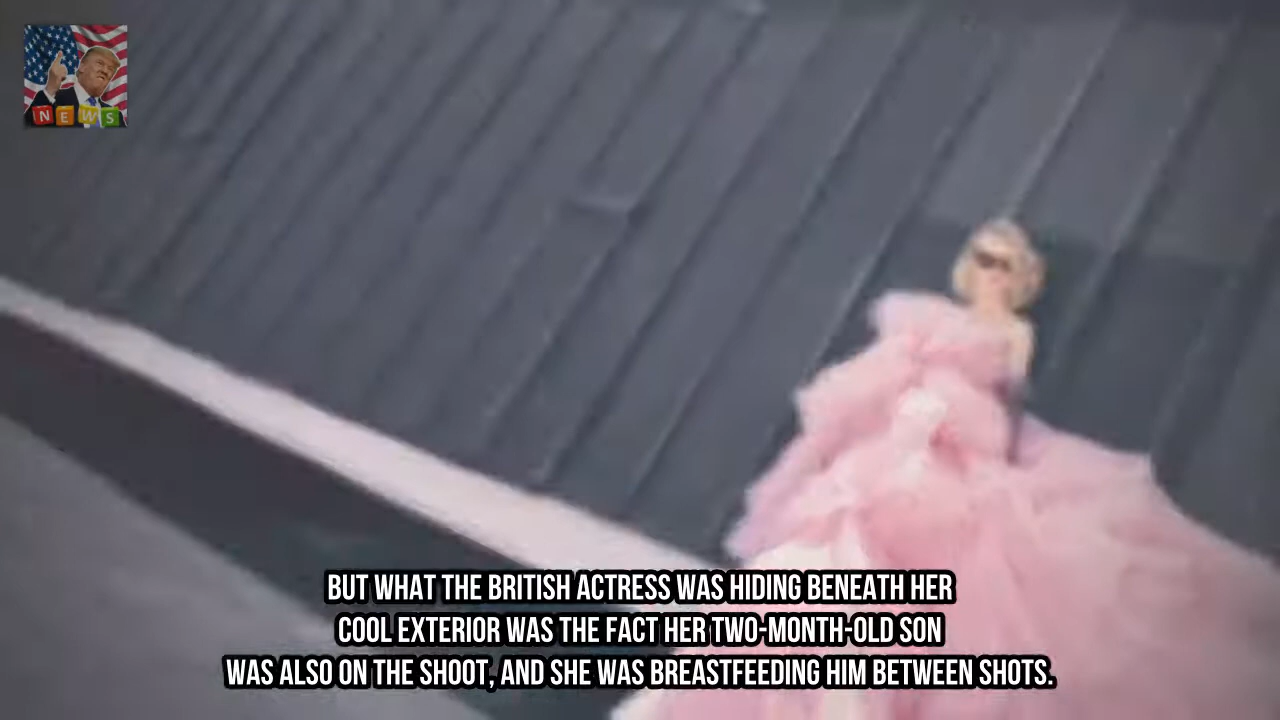 NEWS
BUT WHAT THE BRITISH ACTRESS WAS HIDING BENEATH HER
COOL EXTERIOR WAS THE FACT HER TWO-MONTH-OLD SON
WAS ALSO ON THE SHOOT, AND SHE WAS BREASTFEEDING HIM BETWEEN SHOTS.